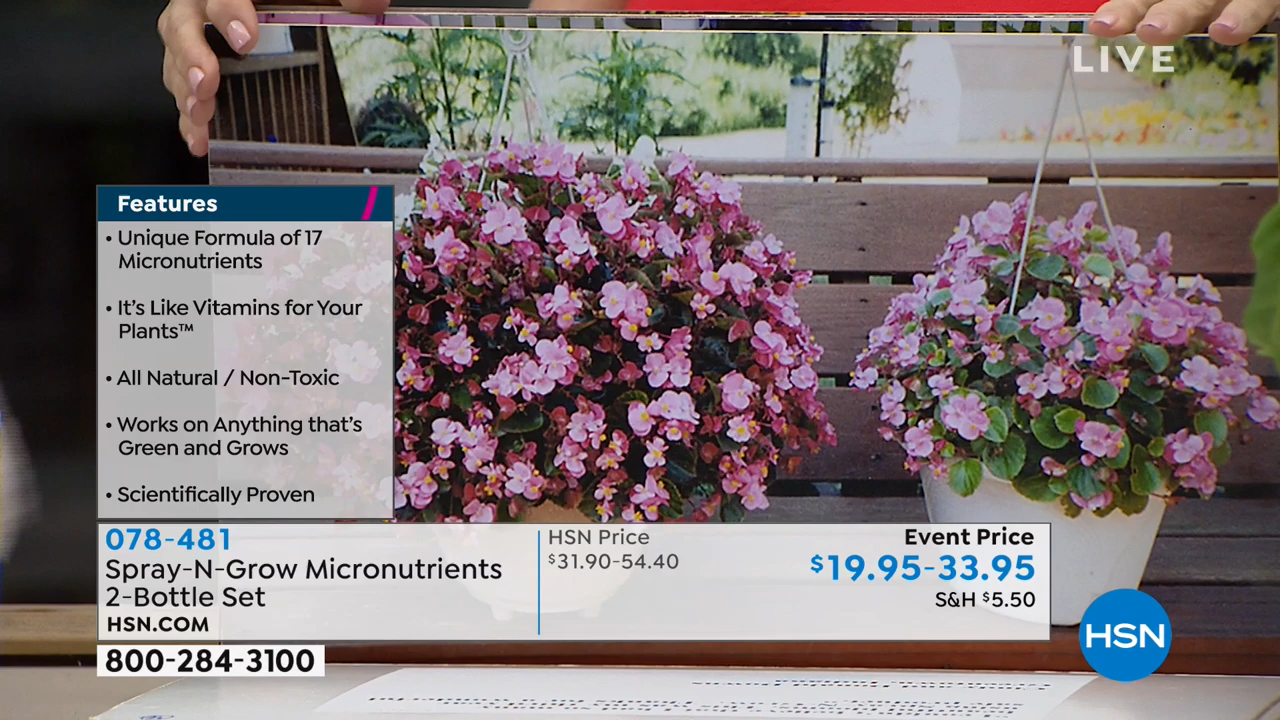 LIVE
Features
• Unique Formula of 17
Micronutrients
• It's Like Vitamins for Your
Plants™
• All Natural / Non-Toxic
• Works on Anything that's
Green and Grows
• Scientifically Proven
078-481
Spray-N-Grow Micronutrients
2-Bottle Set
HSN.COM
HSN Price
$31.90-54.40
Event Price
$19.95-33.95
S&H $5.50
HSN
800-284-3100